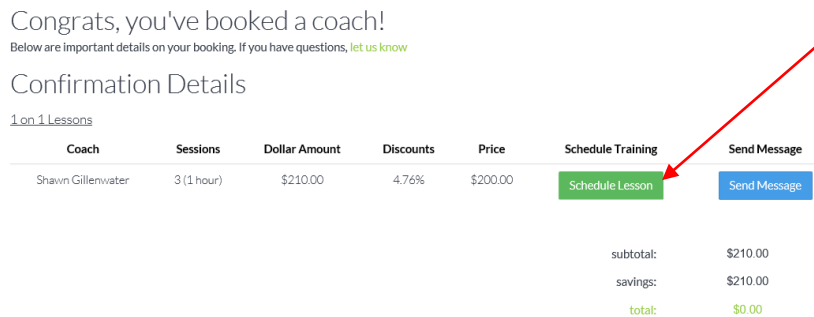 Congrats, you've booked a coach!
Below are important details on your booking. If you have questions, let us know
Confirmation Details
1 on 1 Lessons
Coach Sessions Dollar Amount Discounts Price Schedule Training Send Message
Shawn Gillenwater 3 (1 hour) $210.00 4.76% $200.00 Schedule Lesson Send Message
subtotal: $210.00
savings: $210.00
total: $0.00